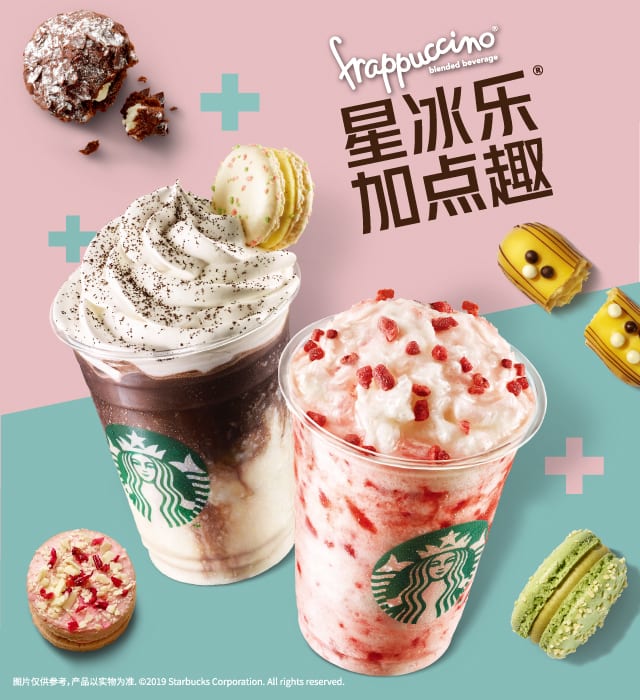 frappuccino®
blended beverage
星冰乐®
加点趣
图片仅供参考，产品以实物为准. ©2019 Starbucks Corporation. All rights reserved.